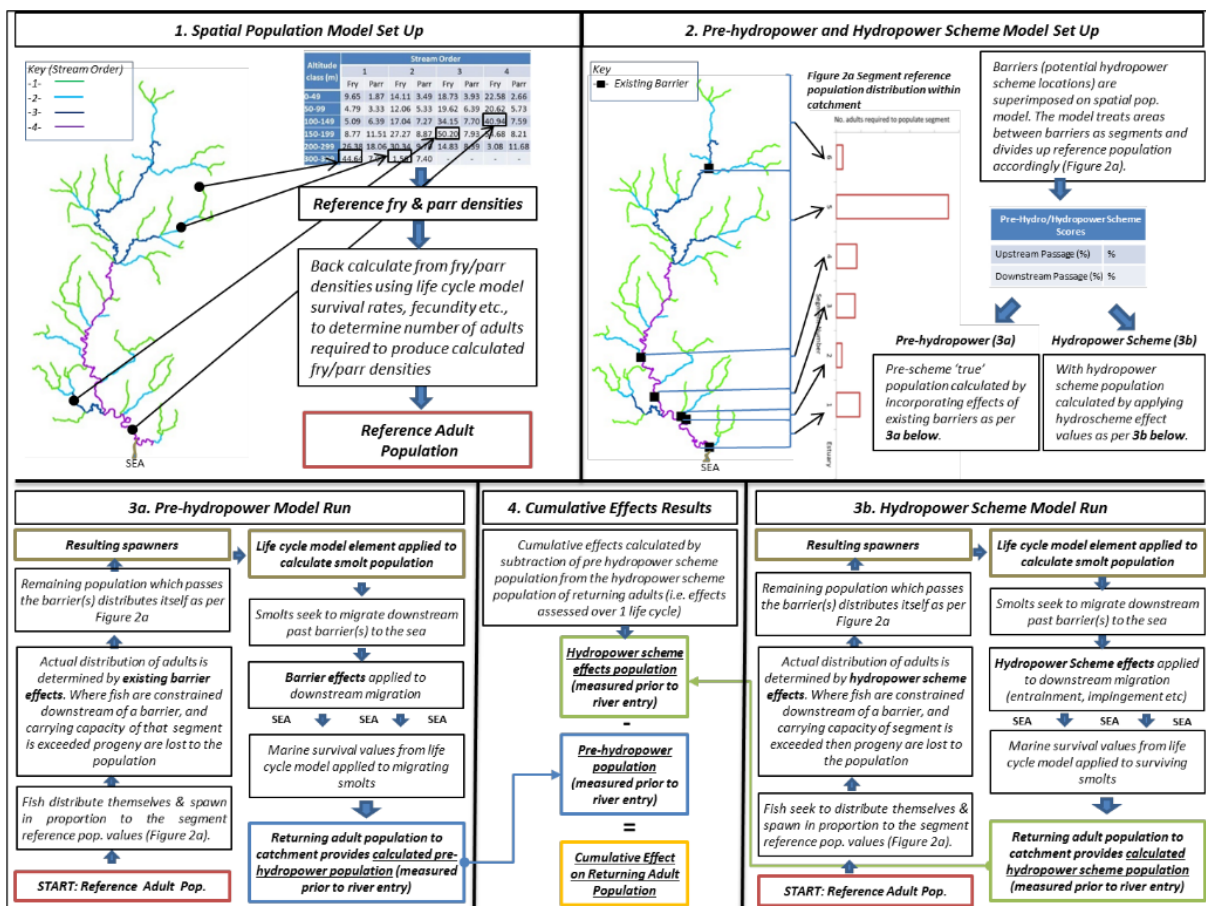 1. Spatial Population Model Set Up
Key (Stream Order)
-1-
-2-
-3-
-4-
Altitude class (m) Stream Order
1 2 3 4
Fry Parr Fry Parr Fry Parr Fry Parr
0-49 9.65 1.87 14.11 3.49 18.73 3.93 22.58 2.66
50-99 4.79 3.33 12.06 5.33 19.62 6.39 20.62 5.73
100-149 5.09 6.39 17.04 7.27 34.15 7.70 40.94 7.59
150-199 8.77 11.51 27.27 8.87 50.20 7.93 .68 8.21
200-299 26.38 18.06 30.34 14.83 3.08 11.68
44.64 7.40 - - - -
Reference fry & parr densities
Back calculate from fry/parr
densities using life cycle model
survival rates, fecundity etc.,
to determine number of adults
required to produce calculated
fry/parr densities
Reference Adult
Population
SEA
2. Pre-hydropower and Hydropower Scheme Model Set Up
Key
Existing Barrier
Figure 2a Segment reference
population distribution within
catchment
No. adults required to populate segment
6
5
4
3
2
1
Segment Number
Estuary
SEA
Barriers (potential hydropower
scheme locations) are
superimposed on spatial pop.
model. The model treats areas
between barriers as segments and
divides up reference population
accordingly (Figure 2a).
Pre-Hydro/Hydropower Scheme
Scores
Upstream Passage (%) %
Downstream Passage (%) %
Pre-hydropower (3a)
Pre-scheme 'true'
population calculated by
incorporating effects of
existing barriers as per
3a below.
Hydropower Scheme (3b)
With hydropower
scheme population
calculated by applying
hydroscheme effect
values as per 3b below.
3a. Pre-hydropower Model Run
Resulting spawners
Remaining population which passes
the barrier(s) distributes itself as per
Figure 2a
Actual distribution of adults is
determined by existing barrier
effects. Where fish are constrained
downstream of a barrier, and
carrying capacity of that segment
is exceeded progeny are lost to the
population
Fish distribute themselves & spawn
in proportion to the segment
reference pop. values (Figure 2a).
START: Reference Adult Pop.
Life cycle model element applied to
calculate smolt population
Smolts seek to migrate downstream
past barrier(s) to the sea
Barrier effects applied to
downstream migration
SEA SEA SEA
Marine survival values from life
cycle model applied to migrating
smolts
Returning adult population to
catchment provides calculated pre-
hydropower population (measured
prior to river entry)
4. Cumulative Effects Results
Cumulative effects calculated by
subtraction of pre hydropower scheme
population from the hydropower scheme
population of returning adults (i.e. effects
assessed over 1 life cycle)
Hydropower scheme
effects population
(measured prior to
river entry)
-
Pre-hydropower
population
(measured prior to
river entry)
=
Cumulative Effect
on Returning Adult
Population
3b. Hydropower Scheme Model Run
Resulting spawners
Remaining population which passes
the barrier(s) distributes itself as per
Figure 2a
Actual distribution of adults is
determined by hydropower scheme
effects. Where fish are constrained
downstream of a barrier, and
carrying capacity of segment is
exceeded then progeny are lost to
the population
Fish seek to distribute themselves &
spawn in proportion to the segment
reference pop. values (Figure 2a).
START: Reference Adult Pop.
Life cycle model element applied to
calculate smolt population
Smolts seek to migrate downstream
past barrier(s) to the sea
Hydropower Scheme effects applied
to downstream migration
(entrainment, impingement etc)
SEA SEA SEA
Marine survival values from life
cycle model applied to surviving
smolts
Returning adult population to
catchment provides calculated
hydropower scheme population
(measured prior to river entry)